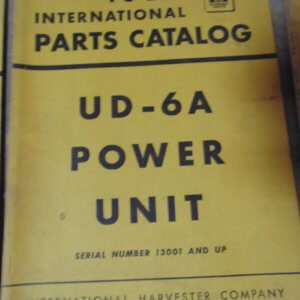 INTERNATIONAL
PARTS CATALOG
UD-6A
POWER
UNIT
SERIAL NUMBER 13001 AND UP
INTERNATIONAL HARVESTER COMPANY